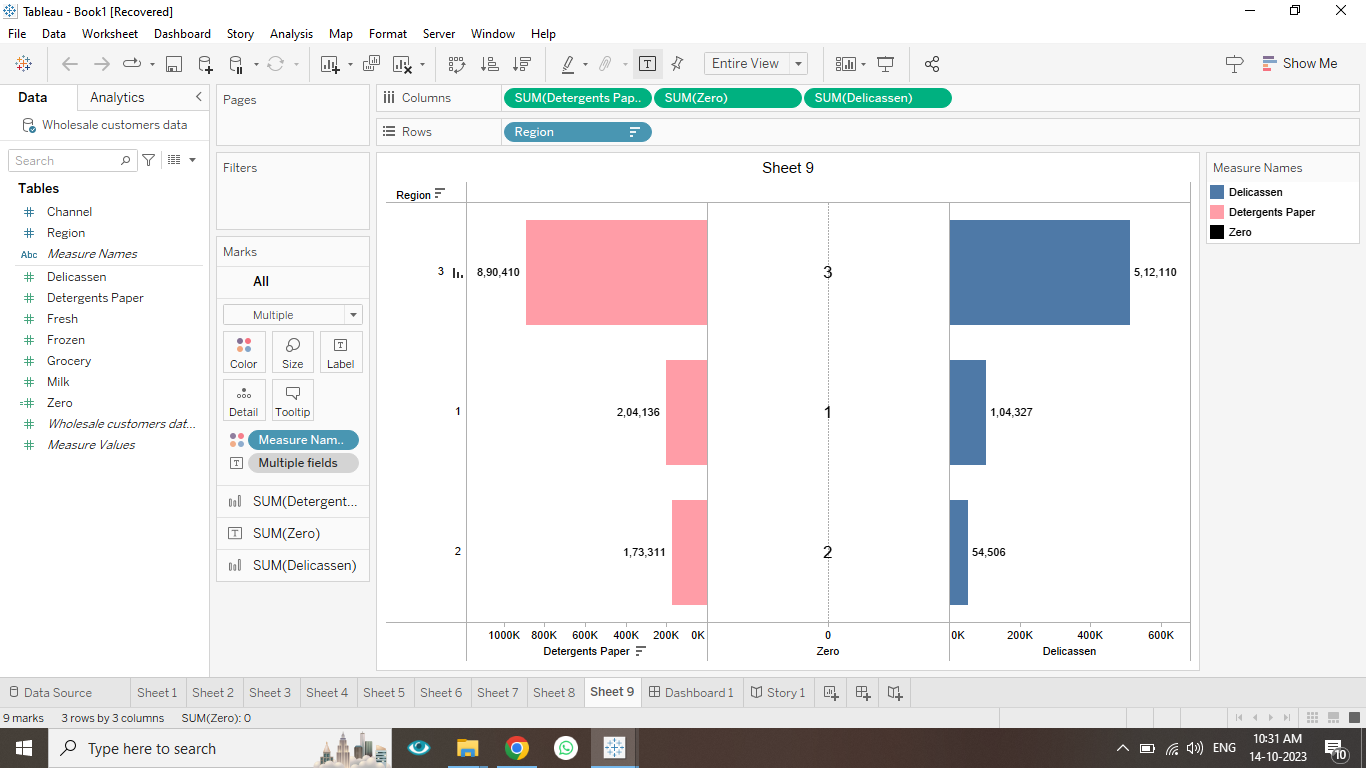 Tableau - Book1 [Recovered]
File Data Worksheet Dashboard Story Analysis Map Format Server Window Help
Entire View
Show Me
Data Analytics
Wholesale customers data
Search
Tables
Channel
Region
Abc Measure Names
Delicassen
Detergents Paper
Fresh
Frozen
Grocery
Milk
Zero
Wholesale customers dat...
Measure Values
Pages
Filters
Marks
All
Multiple
Color Size Label
Detail Tooltip
Measure Nam..
Multiple fields
SUM(Detergent...
SUM(Zero)
SUM(Delicassen)
Columns SUM(Detergents Pap.. SUM(Zero) SUM(Delicassen)
Rows Region
Sheet 9
Region
3 8,90,410 3 5,12,110
1 2,04,136 1 1,04,327
2 1,73,311 2 54,506
1000K 800K 600K 400K 200K 0K 0 0K 200K 400K 600K
Detergents Paper Zero Delicassen
Measure Names
Delicassen
Detergents Paper
Zero
Data Source Sheet 1 Sheet 2 Sheet 3 Sheet 4 Sheet 5 Sheet 6 Sheet 7 Sheet 8 Sheet 9 Dashboard 1 Story 1
9 marks 3 rows by 3 columns SUM(Zero): 0
Type here to search
ENG
10:31 AM
14-10-2023
10